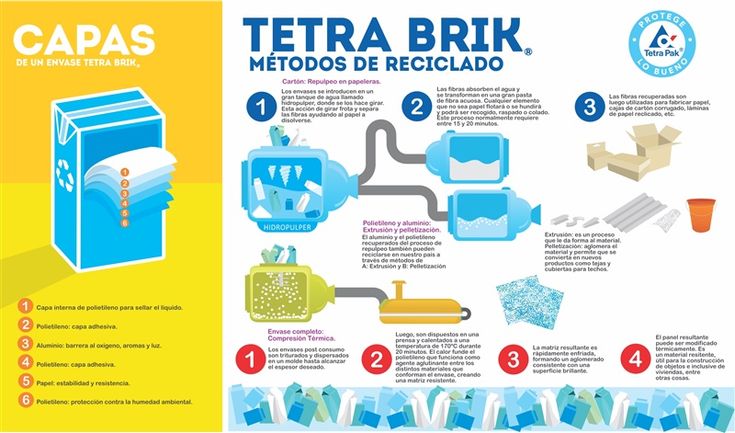 CAPAS
DE UN ENVASE TETRA BRIK®
1
2
3
4
5
6
1 Capa interna de polietileno para sellar el líquido.
2 Polietileno: capa adhesiva.
3 Aluminio: barrera al oxígeno, aromas y luz.
4 Polietileno: capa adhesiva.
5 Papel: estabilidad y resistencia.
6 Polietileno: protección contra la humedad ambiental.
TETRA BRIK®
MÉTODOS DE RECICLADO
PROTEGE
Tetra Pak®
LO BUENO
Cartón: Repulpeo en papeleras.
1
Los envases se introducen en un
gran tanque de agua llamado
hidropulper, donde se los hace girar.
Esta acción de girar frota y separa
las fibras ayudando al papel a
disolverse.
2
Las fibras absorben el agua y
se transforman en una gran pasta
de fibra acuosa. Cualquier elemento
que no sea papel flotará o se hundirá
y podrá ser recogido, raspado o colado.
Este proceso normalmente requiere
entre 15 y 20 minutos.
3
Las fibras recuperadas son
luego utilizadas para fabricar papel,
cajas de cartón corrugado, láminas
de papel reclicado, etc.
HIDROPULPER
Polietileno y aluminio:
Extrusión y pelletización.
El aluminio y el polietileno
recuperados del proceso de
repulpeo también pueden
reciclarse en nuestro país a
través de métodos de
A: Extrusión y B: Pelletización
Extrusión: es un proceso
que le da forma al material.
Pelletización: aglomera el
material y permite que se
convierta en nuevos
productos como tejas y
cubiertas para techos.
Envase completo:
Compresión Térmica.
1
Los envases post consumo
son triturados y dispersados
en un molde hasta alcanzar
el espesor deseado.
2
Luego, son dispuestos en una
prensa y calentados a una
temperatura de 170°C durante
20 minutos. El calor funde el
polietileno que funciona como
agente aglutinante entre los
distintos materiales que
conforman el envase, creando
una matriz resistente.
3
La matriz resultante es
rápidamente enfriada,
formando un aglomerado
consistente con una
superficie brillante.
4
El panel resultante
puede ser modificado
térmicamente. Es
un material resitente,
útil para la construcción
de objetos e inclusive de
viviendas, entre
otras cosas.